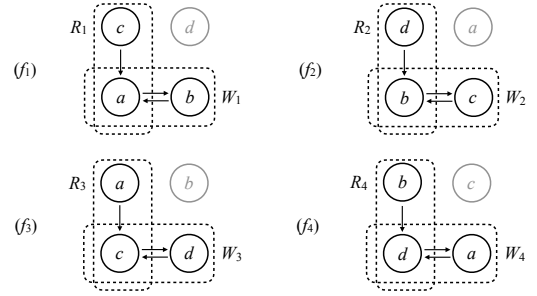 R1 c d R2 d a
(f1) (f2)
a b W1 b c W2
R3 a b R4 b c
(f3) (f4)
c d W3 d a W4